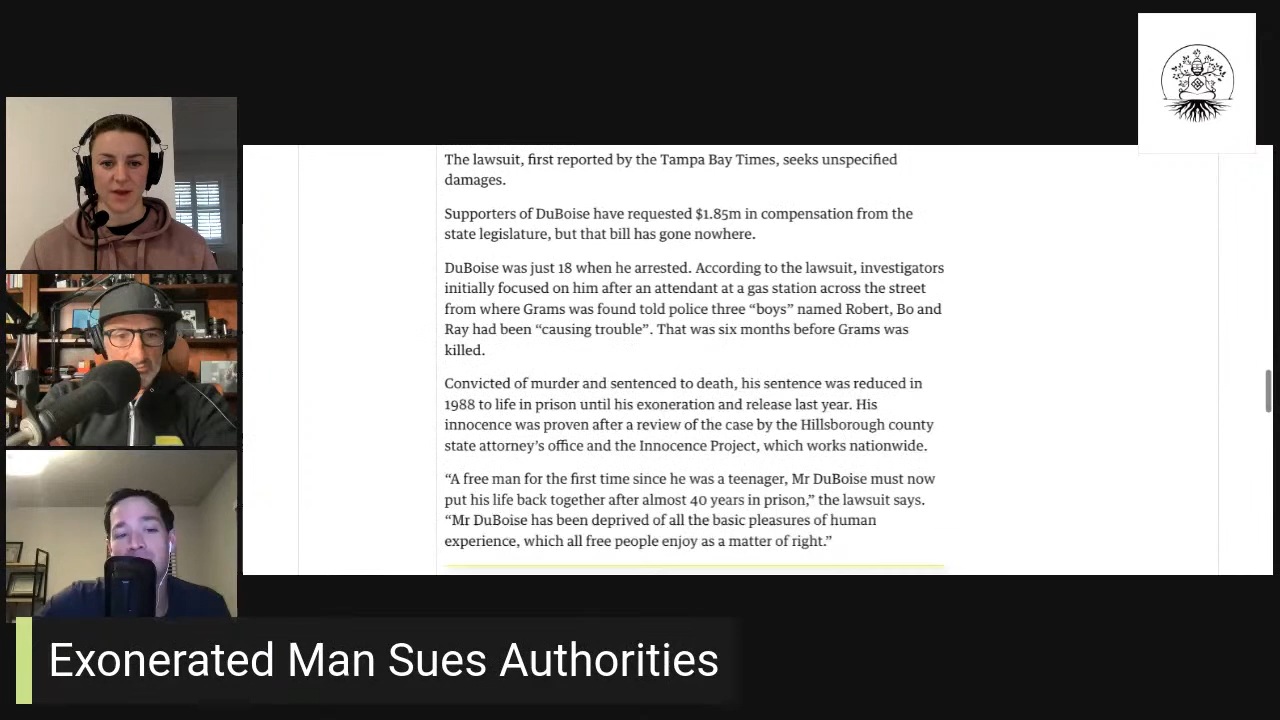 The lawsuit, first reported by the Tampa Bay Times, seeks unspecified
damages.
Supporters of DuBoise have requested $1.85m in compensation from the
state legislature, but that bill has gone nowhere.
DuBoise was just 18 when he arrested. According to the lawsuit, investigators
initially focused on him after an attendant at a gas station across the street
from where Grams was found told police three “boys” named Robert, Bo and
Ray had been “causing trouble”. That was six months before Grams was
killed.
Convicted of murder and sentenced to death, his sentence was reduced in
1988 to life in prison until his exoneration and release last year. His
innocence was proven after a review of the case by the Hillsborough county
state attorney’s office and the Innocence Project, which works nationwide.
“A free man for the first time since he was a teenager, Mr DuBoise must now
put his life back together after almost 40 years in prison,” the lawsuit says.
“Mr DuBoise has been deprived of all the basic pleasures of human
experience, which all free people enjoy as a matter of right.”
Exonerated Man Sues Authorities